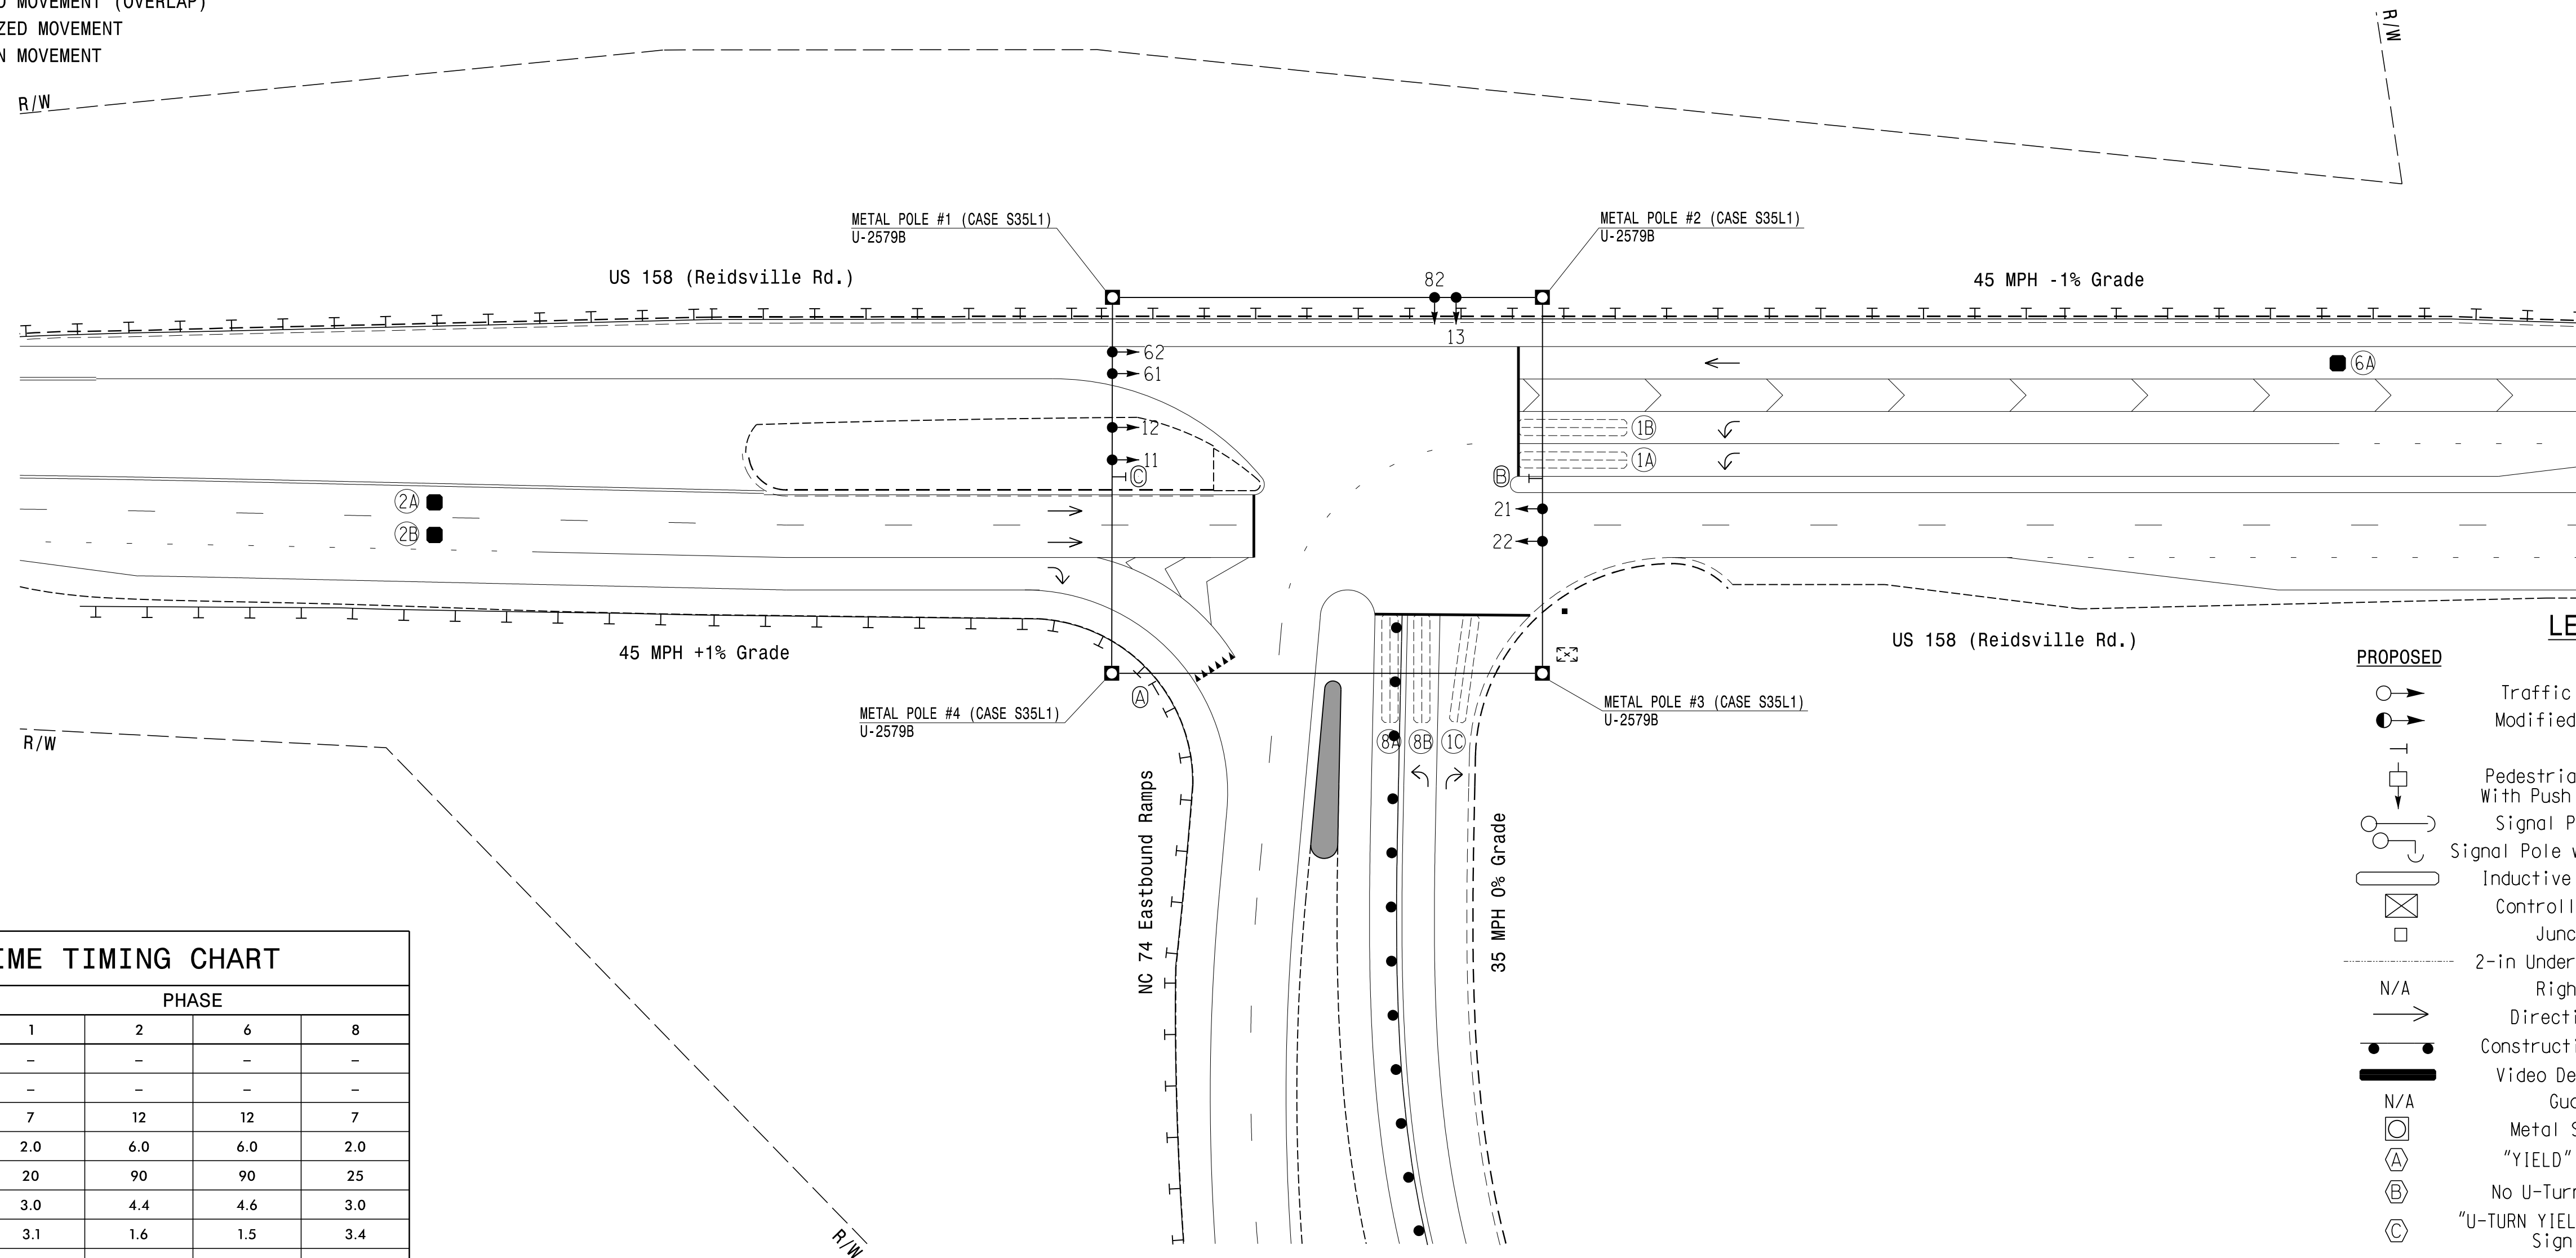 MOVEMENT (OVERLAP)
ZED MOVEMENT
N MOVEMENT
R/W
R/W
METAL POLE #1 (CASE S35L1)
U-2579B
METAL POLE #2 (CASE S35L1)
U-2579B
US 158 (Reidsville Rd.)
82
45 MPH -1% Grade
13
62
61
6A
12
1B
11
1A
C
B
2A
21
2B
22
45 MPH +1% Grade
US 158 (Reidsville Rd.)
A
METAL POLE #4 (CASE S35L1)
U-2579B
METAL POLE #3 (CASE S35L1)
U-2579B
R/W
8A
8B
1C
NC 74 Eastbound Ramps
35 MPH 0% Grade
R/W
IME TIMING CHART
PHASE
1 2 6 8
– – – –
– – – –
7 12 12 7
2.0 6.0 6.0 2.0
20 90 90 25
3.0 4.4 4.6 3.0
3.1 1.6 1.5 3.4
LE
PROPOSED
Traffic
Modified
Pedestria
With Push
Signal P
Signal Pole w
Inductive
Controll
Junc
2-in Under
N/A Righ
Directi
Constructi
Video De
N/A Gua
Metal S
A "YIELD"
B No U-Turn
C "U-TURN YIEL
Sign